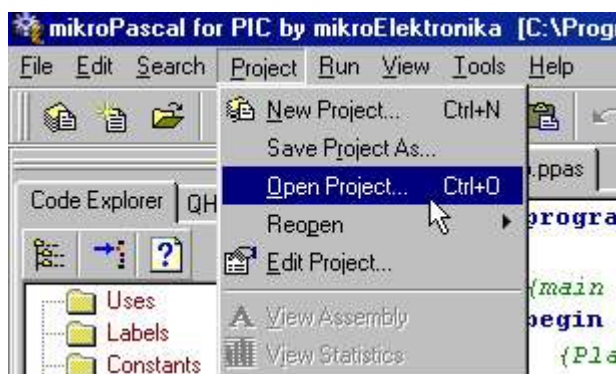 mikroPascal for PIC by mikroElektronika [C:\Progr
File Edit Search Project Run View Tools Help
New Project... Ctrl+N
Save Project As...
Open Project... Ctrl+O
.ppas
Code Explorer QH
Reopen
progra
Edit Project...
Uses
{main
View Assembly
begin
Labels
View Statistics
{Pla
Constants